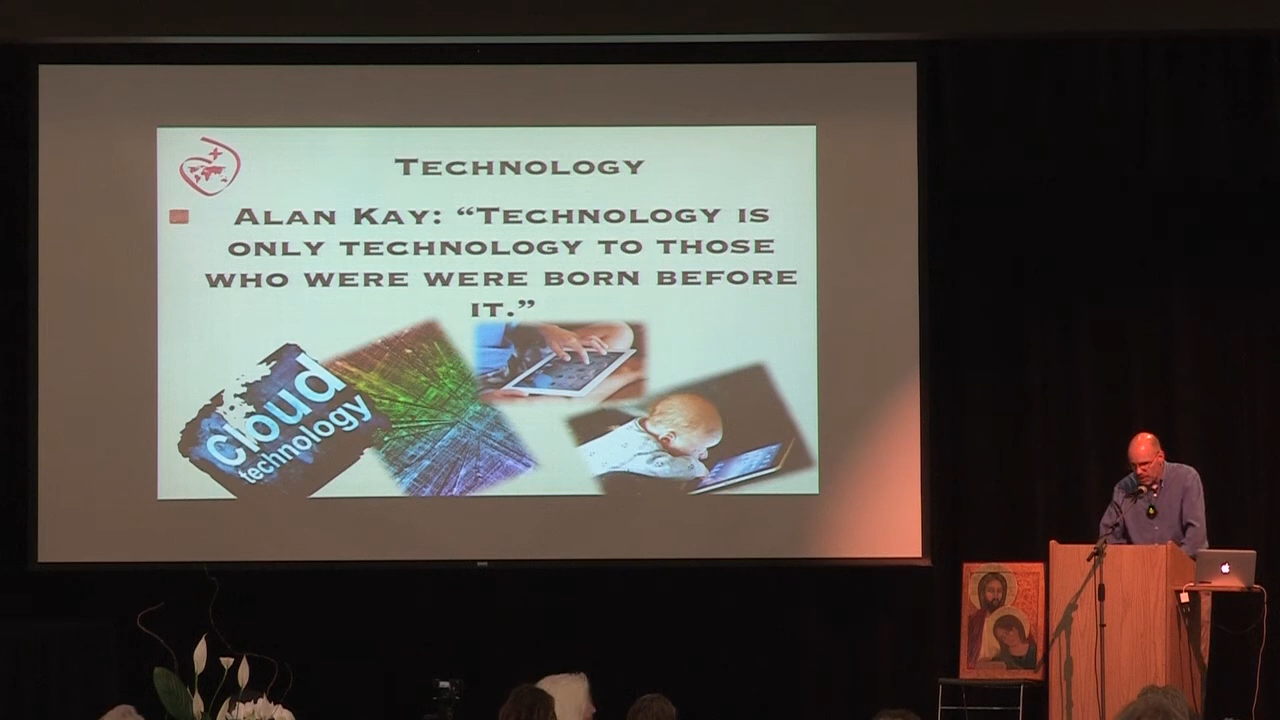 TECHNOLOGY
ALAN KAY: “TECHNOLOGY IS
ONLY TECHNOLOGY TO THOSE
WHO WERE WERE BORN BEFORE
IT.”
cloud
technology